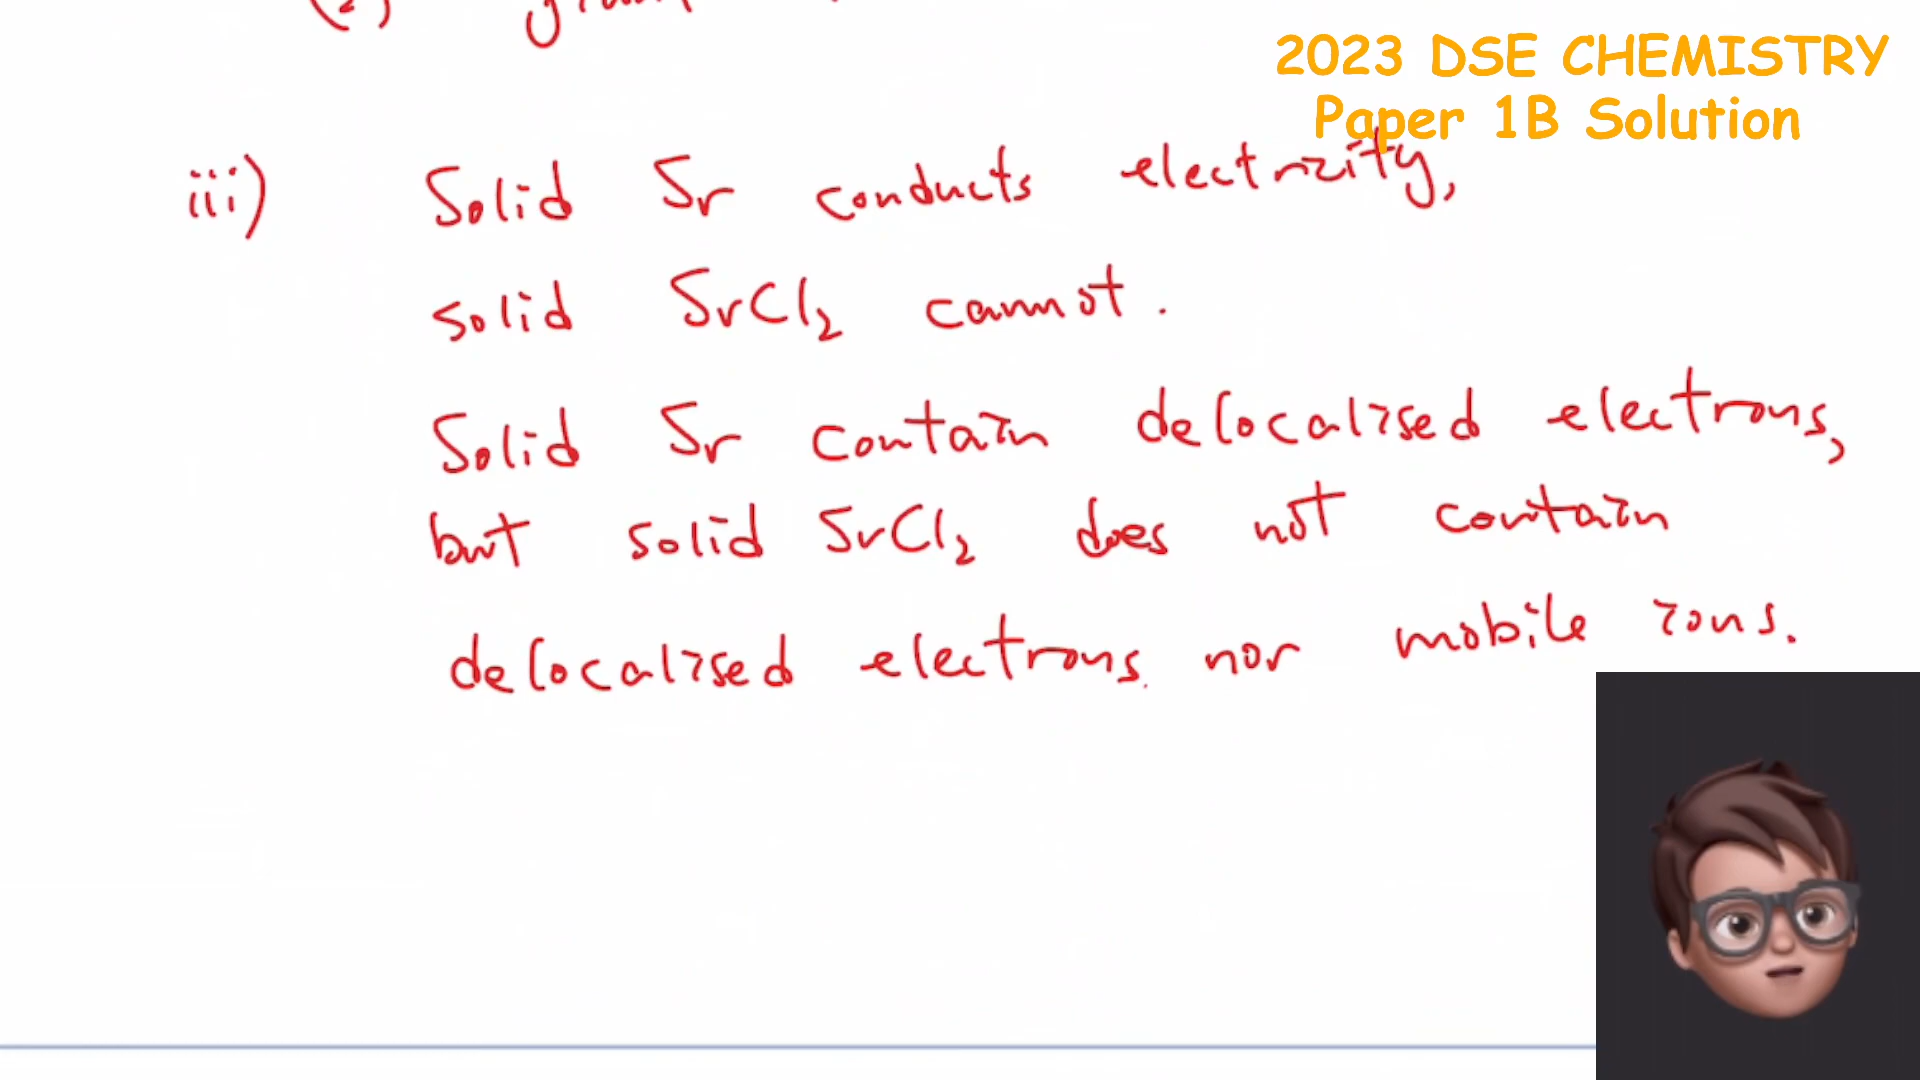 (2)
2023 DSE CHEMISTRY
Paper 1B Solution
iii) Solid Sr conducts electricity,
solid SrCl₂ cannot.
Solid Sr contain delocalised electrons,
but solid SrCl₂ does not contain
delocalised electrons nor mobile ions.